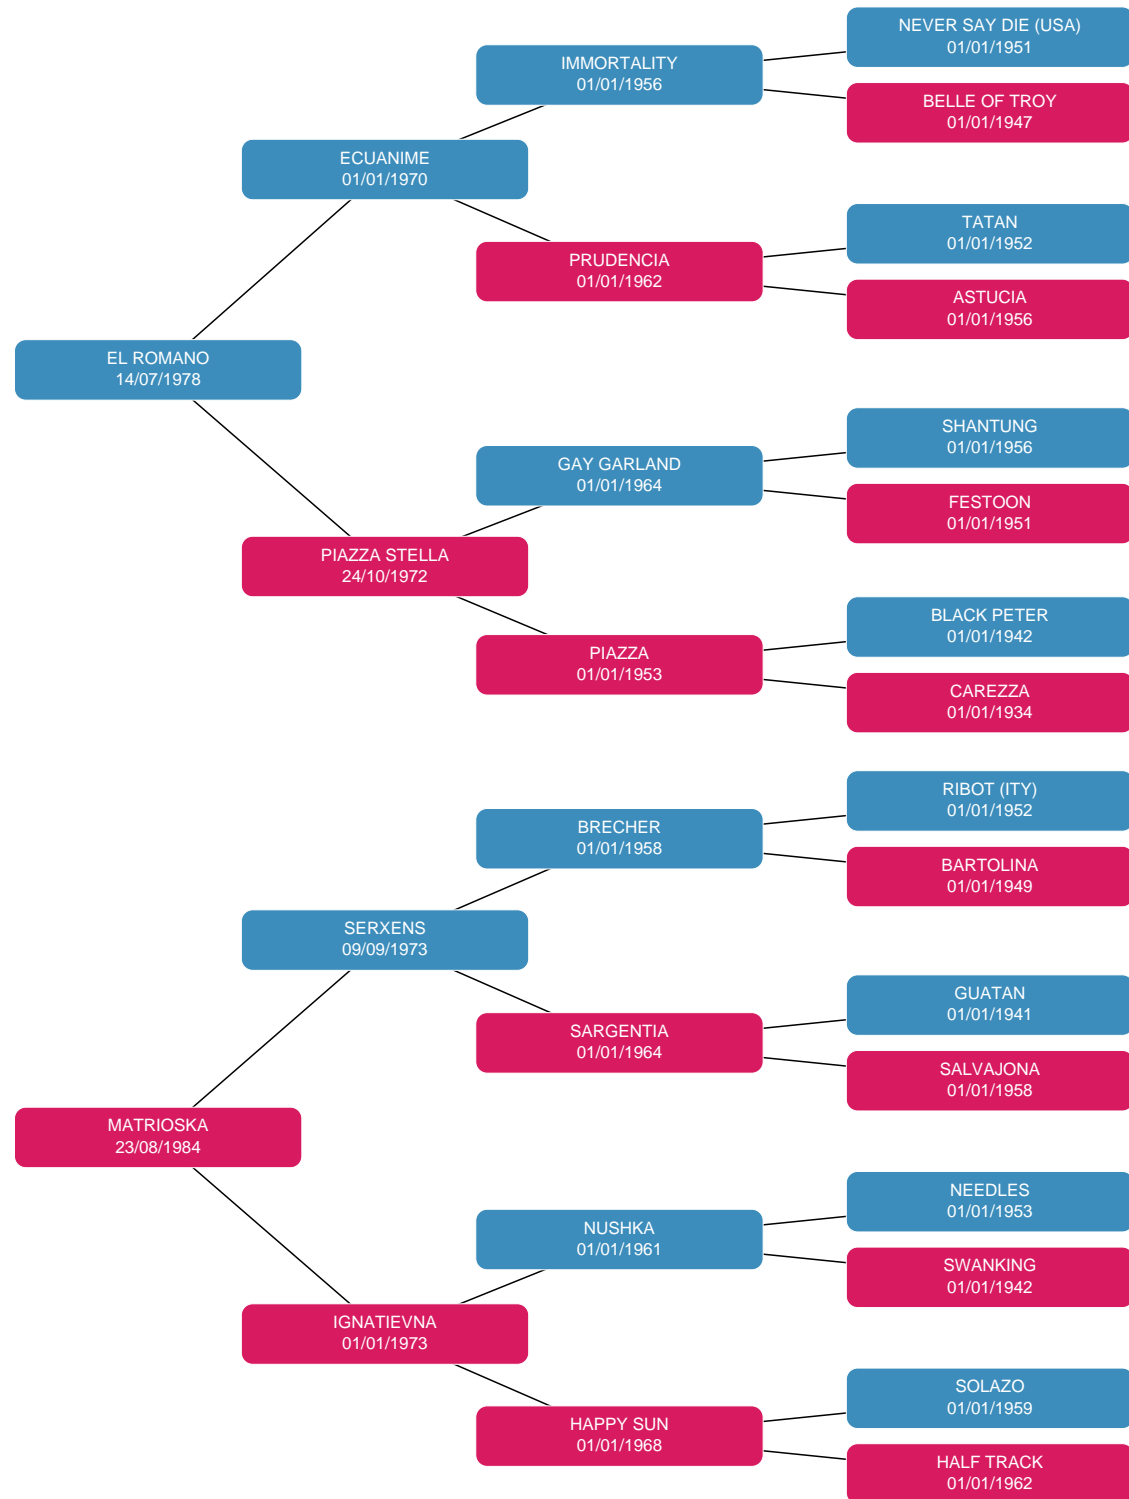 NEVER SAY DIE (USA)
01/01/1951
IMMORTALITY
01/01/1956
BELLE OF TROY
01/01/1947
ECUANIME
01/01/1970
TATAN
01/01/1952
PRUDENCIA
01/01/1962
ASTUCIA
01/01/1956
EL ROMANO
14/07/1978
SHANTUNG
01/01/1956
GAY GARLAND
01/01/1964
FESTOON
01/01/1951
PIAZZA STELLA
24/10/1972
BLACK PETER
01/01/1942
PIAZZA
01/01/1953
CAREZZA
01/01/1934
RIBOT (ITY)
01/01/1952
BRECHER
01/01/1958
BARTOLINA
01/01/1949
SERXENS
09/09/1973
GUATAN
01/01/1941
SARGENTIA
01/01/1964
SALVAJONA
01/01/1958
MATRIOSKA
23/08/1984
NEEDLES
01/01/1953
NUSHKA
01/01/1961
SWANKING
01/01/1942
IGNATIEVNA
01/01/1973
SOLAZO
01/01/1959
HAPPY SUN
01/01/1968
HALF TRACK
01/01/1962